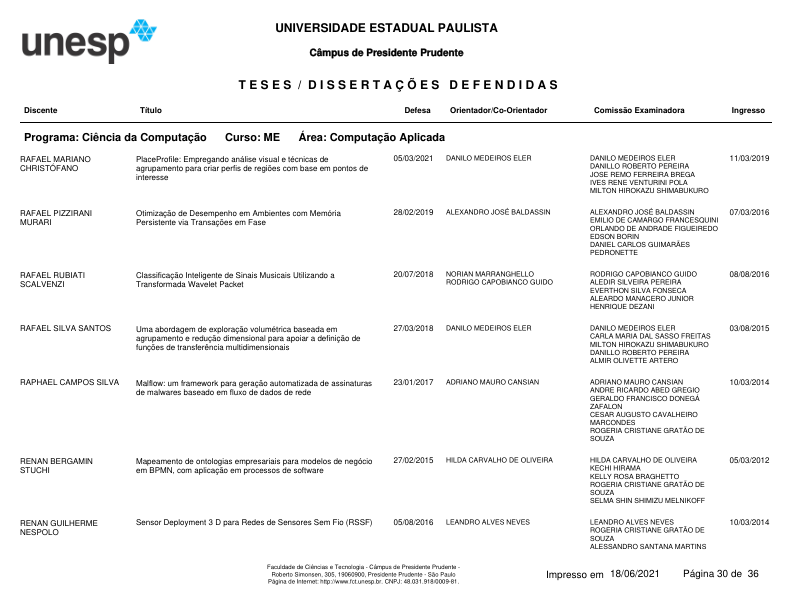 unesp
UNIVERSIDADE ESTADUAL PAULISTA
Câmpus de Presidente Prudente
TESES / DISSERTAÇÕES DEFENDIDAS
Discente Título Defesa Orientador/Co-Orientador Comissão Examinadora Ingresso
Programa: Ciência da Computação Curso: ME Área: Computação Aplicada
RAFAEL MARIANO
CHRISTÓFANO
PlaceProfile: Empregando análise visual e técnicas de
agrupamento para criar perfis de regiões com base em pontos de
interesse
05/03/2021
DANILO MEDEIROS ELER
DANILO MEDEIROS ELER
DANILLO ROBERTO PEREIRA
JOSE REMO FERREIRA BREGA
IVES RENE VENTURINI POLA
MILTON HIROKAZU SHIMABUKURO
11/03/2019
RAFAEL PIZZIRANI
MURARI
Otimização de Desempenho em Ambientes com Memória
Persistente via Transações em Fase
28/02/2019
ALEXANDRO JOSÉ BALDASSIN
ALEXANDRO JOSÉ BALDASSIN
EMILIO DE CAMARGO FRANCESQUINI
ORLANDO DE ANDRADE FIGUEIREDO
EDSON BORIN
DANIEL CARLOS GUIMARÃES
PEDRONETTE
07/03/2016
RAFAEL RUBIATI
SCALVENZI
Classificação Inteligente de Sinais Musicais Utilizando a
Transformada Wavelet Packet
20/07/2018
NORIAN MARRANGHELLO
RODRIGO CAPOBIANCO GUIDO
RODRIGO CAPOBIANCO GUIDO
ALEDIR SILVEIRA PEREIRA
EVERTHON SILVA FONSECA
ALEARDO MANACERO JUNIOR
HENRIQUE DEZANI
08/08/2016
RAFAEL SILVA SANTOS
Uma abordagem de exploração volumétrica baseada em
agrupamento e redução dimensional para apoiar a definição de
funções de transferência multidimensionais
27/03/2018
DANILO MEDEIROS ELER
DANILO MEDEIROS ELER
CARLA MARIA DAL SASSO FREITAS
MILTON HIROKAZU SHIMABUKURO
DANILLO ROBERTO PEREIRA
ALMIR OLIVETTE ARTERO
03/08/2015
RAPHAEL CAMPOS SILVA
Malflow: um framework para geração automatizada de assinaturas
de malwares baseado em fluxo de dados de rede
23/01/2017
ADRIANO MAURO CANSIAN
ADRIANO MAURO CANSIAN
ANDRE RICARDO ABED GREGIO
GERALDO FRANCISCO DONEGÁ
ZAFALON
CESAR AUGUSTO CAVALHEIRO
MARCONDES
ROGERIA CRISTIANE GRATÃO DE
SOUZA
10/03/2014
RENAN BERGAMIN
STUCHI
Mapeamento de ontologias empresariais para modelos de negócio
em BPMN, com aplicação em processos de software
27/02/2015
HILDA CARVALHO DE OLIVEIRA
HILDA CARVALHO DE OLIVEIRA
KECHI HIRAMA
KELLY ROSA BRAGHETTO
ROGERIA CRISTIANE GRATÃO DE
SOUZA
SELMA SHIN SHIMIZU MELNIKOFF
05/03/2012
RENAN GUILHERME
NESPOLO
Sensor Deployment 3 D para Redes de Sensores Sem Fio (RSSF)
05/08/2016
LEANDRO ALVES NEVES
LEANDRO ALVES NEVES
ROGERIA CRISTIANE GRATÃO DE
SOUZA
ALESSANDRO SANTANA MARTINS
10/03/2014
Faculdade de Ciências e Tecnologia - Câmpus de Presidente Prudente -
Roberto Simonsen, 305, 19060900, Presidente Prudente - São Paulo
Página de Internet: http://www.fct.unesp.br. CNPJ: 48.031.918/0009-81.
Impresso em 18/06/2021 Página 30 de 36